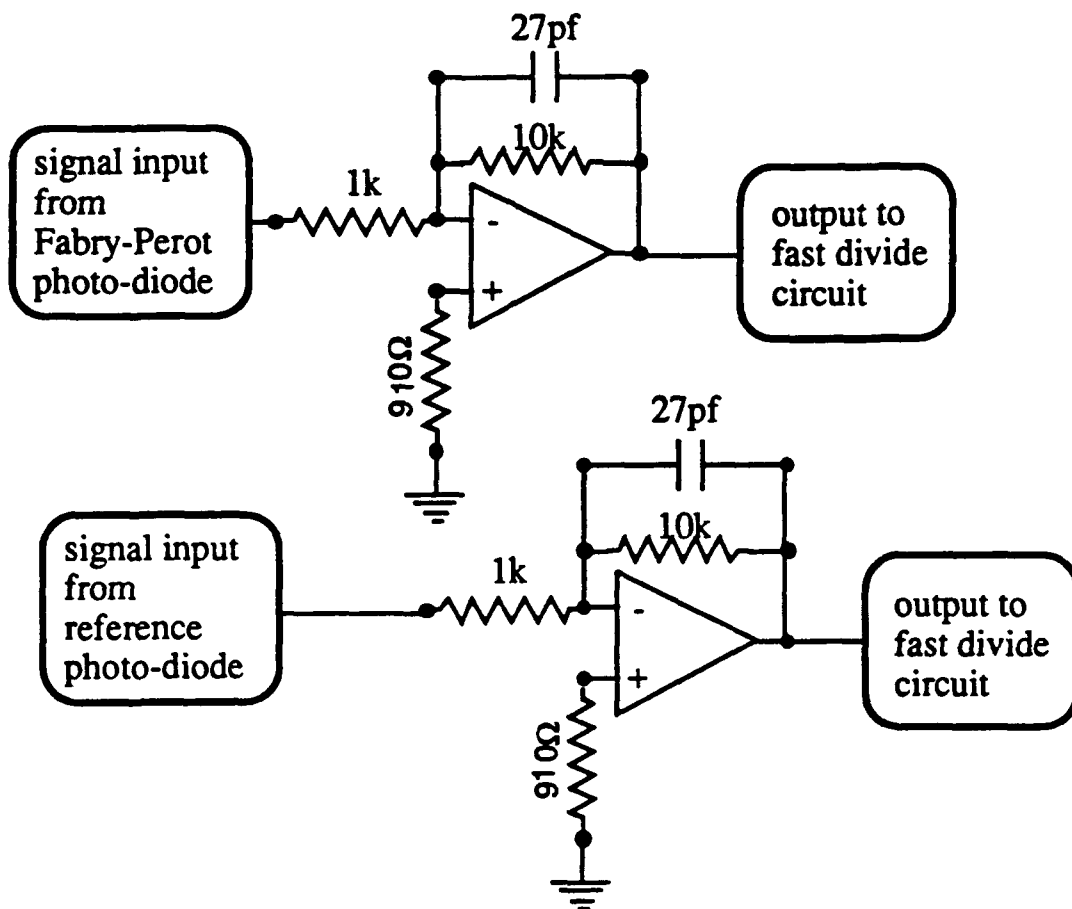 27pf
10k
signal input
from
Fabry-Perot
photo-diode
1k
-
+
910Ω
output to
fast divide
circuit
27pf
10k
signal input
from
reference
photo-diode
1k
-
+
910Ω
output to
fast divide
circuit